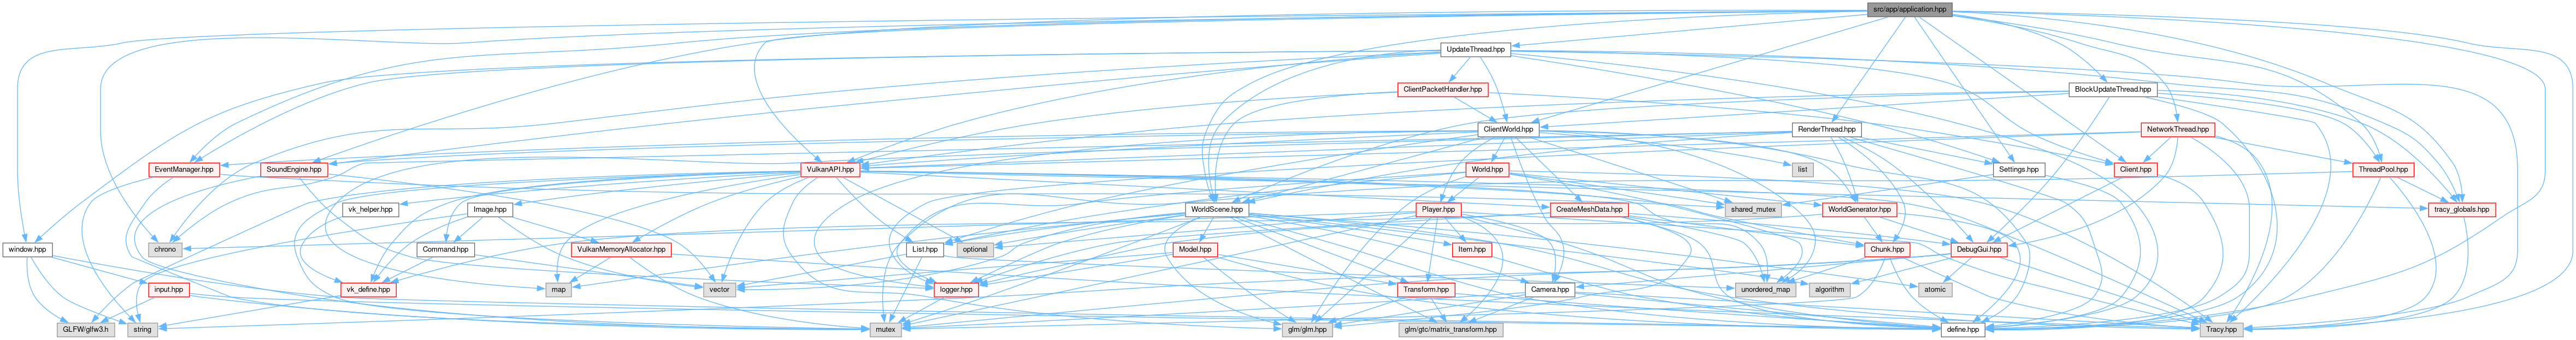 src/app/application.hpp
UpdateThread.hpp
ClientPacketHandler.hpp
BlockUpdateThread.hpp
ClientWorld.hpp
RenderThread.hpp
NetworkThread.hpp
EventManager.hpp
SoundEngine.hpp
VulkanAPI.hpp
World.hpp
list
Settings.hpp
Client.hpp
ThreadPool.hpp
vk_helper.hpp
Image.hpp
WorldScene.hpp
Player.hpp
CreateMeshData.hpp
shared_mutex
WorldGenerator.hpp
tracy_globals.hpp
window.hpp
chrono
Command.hpp
VulkanMemoryAllocator.hpp
List.hpp
optional
Model.hpp
Item.hpp
Chunk.hpp
DebugGui.hpp
input.hpp
vk_define.hpp
map
vector
logger.hpp
Transform.hpp
Camera.hpp
unordered_map
algorithm
atomic
GLFW/glfw3.h
string
mutex
glm/glm.hpp
glm/gtc/matrix_transform.hpp
define.hpp
Tracy.hpp